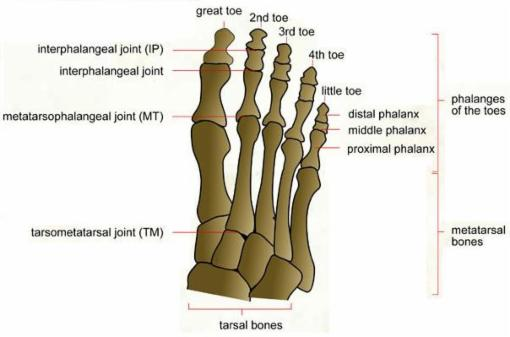 great toe
2nd toe
3rd toe
4th toe
little toe
interphalangeal joint (IP)
interphalangeal joint
metatarsophalangeal joint (MT)
tarsometatarsal joint (TM)
distal phalanx
middle phalanx
proximal phalanx
phalanges
of the toes
metatarsal
bones
tarsal bones